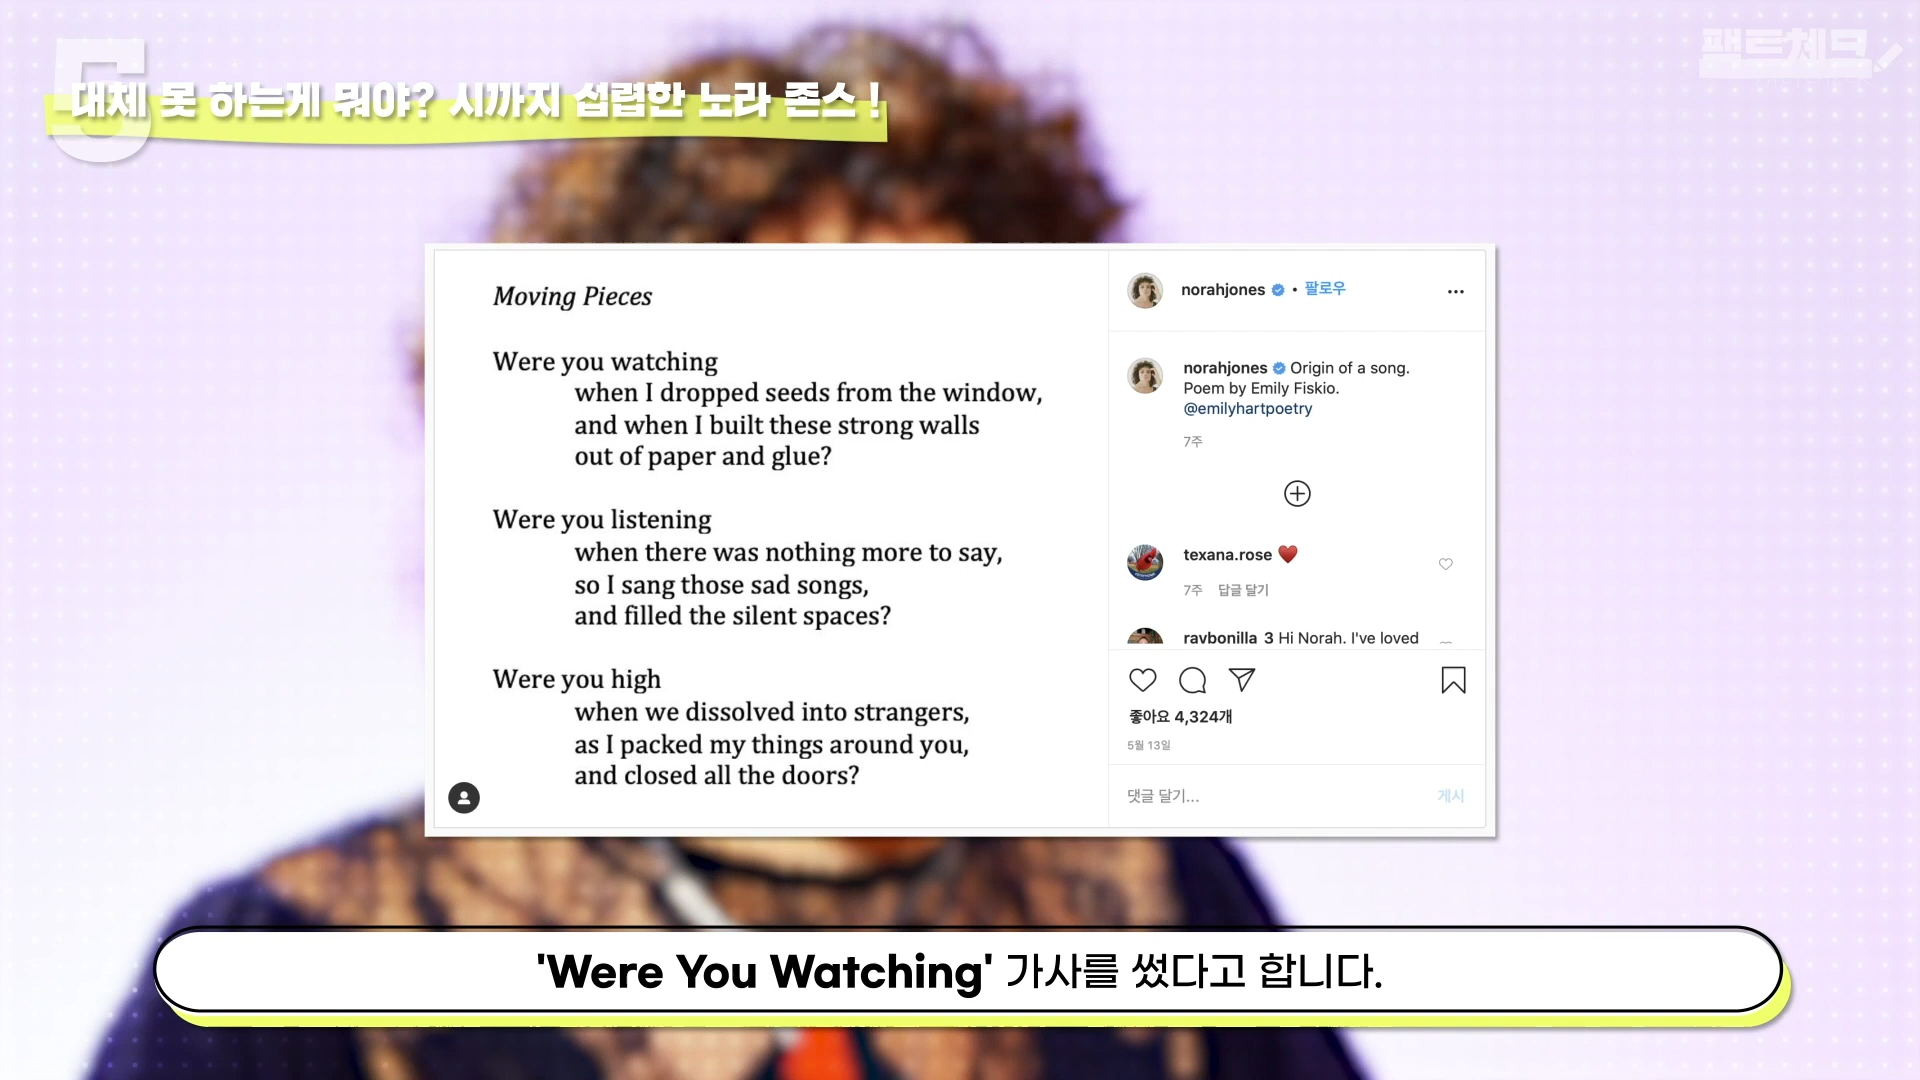 5
대체 못 하는게 뭐야? 시까지 섭렵한 노라 존스 !
팩트체크
Moving Pieces
Were you watching
when I dropped seeds from the window,
and when I built these strong walls
out of paper and glue?
Were you listening
when there was nothing more to say,
so I sang those sad songs,
and filled the silent spaces?
Were you high
when we dissolved into strangers,
as I packed my things around you,
and closed all the doors?
norahjones • 팔로우
norahjones Origin of a song.
Poem by Emily Fiskio.
@emilyhartpoetry
7주
texana.rose ♥
7주 답글 달기
ravbonilla_3 Hi Norah. I've loved
좋아요 4,324개
5월 13일
댓글 달기...
게시
'Were You Watching' 가사를 썼다고 합니다.